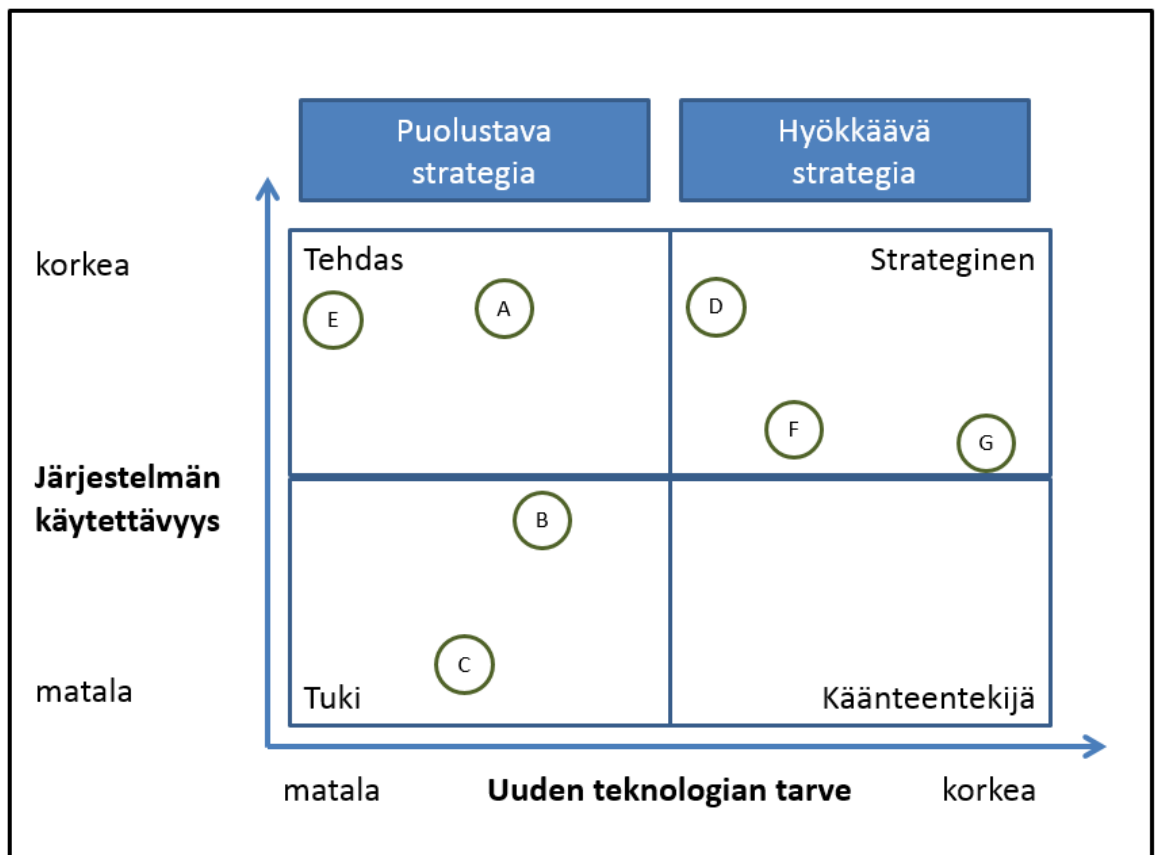 Puolustava
strategia
Hyökkäävä
strategia
korkea
Tehdas
Strateginen
E
A
D
F
G
Järjestelmän
käytettävyys
B
C
matala
Tuki
Käänteentekijä
matala
Uuden teknologian tarve
korkea